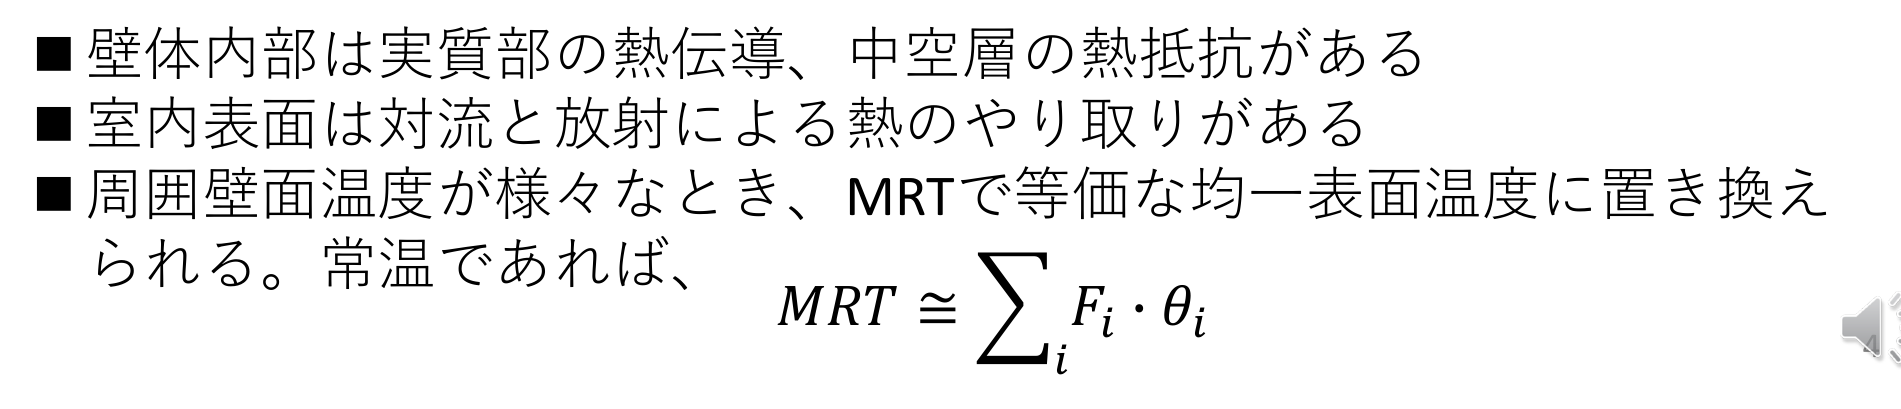 ■壁体内部は実質部の熱伝導、中空層の熱抵抗がある
■室内表面は対流と放射による熱のやり取りがある
■周囲壁面温度が様々なとき、MRTで等価な均一表面温度に置き換え
られる。常温であれば、
MRT ≅ ∑_i F_i · θ_i
4